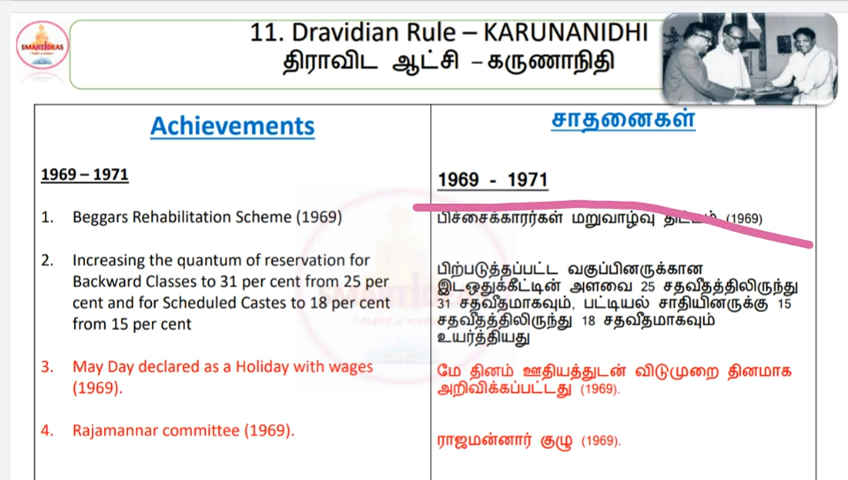 SMART IDEAS
11. Dravidian Rule – KARUNANIDHI
திராவிட ஆட்சி – கருணாநிதி
Achievements
1969 – 1971
1. Beggars Rehabilitation Scheme (1969)
2. Increasing the quantum of reservation for
Backward Classes to 31 per cent from 25 per
cent and for Scheduled Castes to 18 per cent
from 15 per cent
3. May Day declared as a Holiday with wages
(1969).
4. Rajamannar committee (1969).
சாதனைகள்
1969 - 1971
பிச்சைக்காரர்கள் மறுவாழ்வு திட்டம் (1969)
பிற்படுத்தப்பட்ட வகுப்பினருக்கான
இடஒதுக்கீட்டின் அளவை 25 சதவீதத்திலிருந்து
31 சதவீதமாகவும், பட்டியல் சாதியினருக்கு 15
சதவீதத்திலிருந்து 18 சதவீதமாகவும்
உயர்த்தியது
மே தினம் ஊதியத்துடன் விடுமுறை தினமாக
அறிவிக்கப்பட்டது (1969).
ராஜமன்னார் குழு (1969).